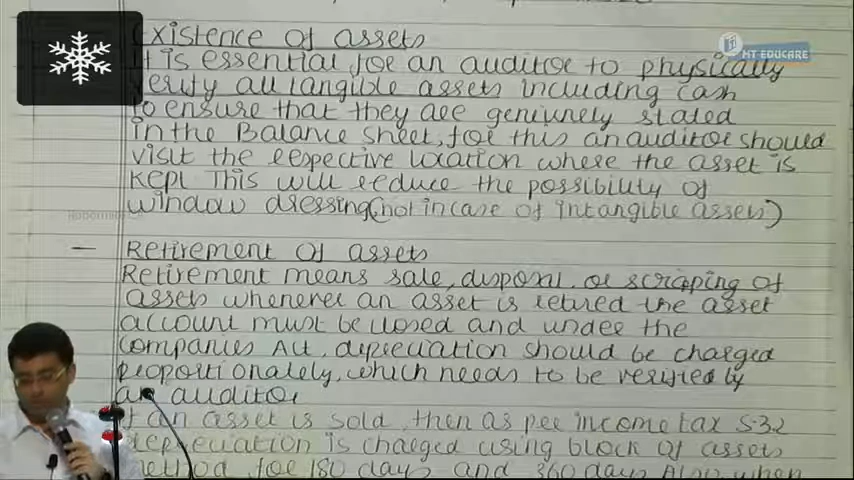 MT EDUCARE
Existence of assets
It is essential for an auditor to physically
verify all tangible assets including cash
to ensure that they are geniunely stated
in the Balance sheet, for this an auditor should
visit the respective location where the asset is
kept This will reduce the possibility of
window dressing (not in case of intangible assets)
— Retirement of assets
Retirement means sale, disposal or scraping of
assets whenever an asset is retired the asset
account must be closed and under the
companies Act, depreciation should be charged
proportionately, which needs to be verified by
an auditor
If an asset is sold, then as per income tax S-32
depreciation is charged using block of assets
method for 180 days and 360 days Also, when